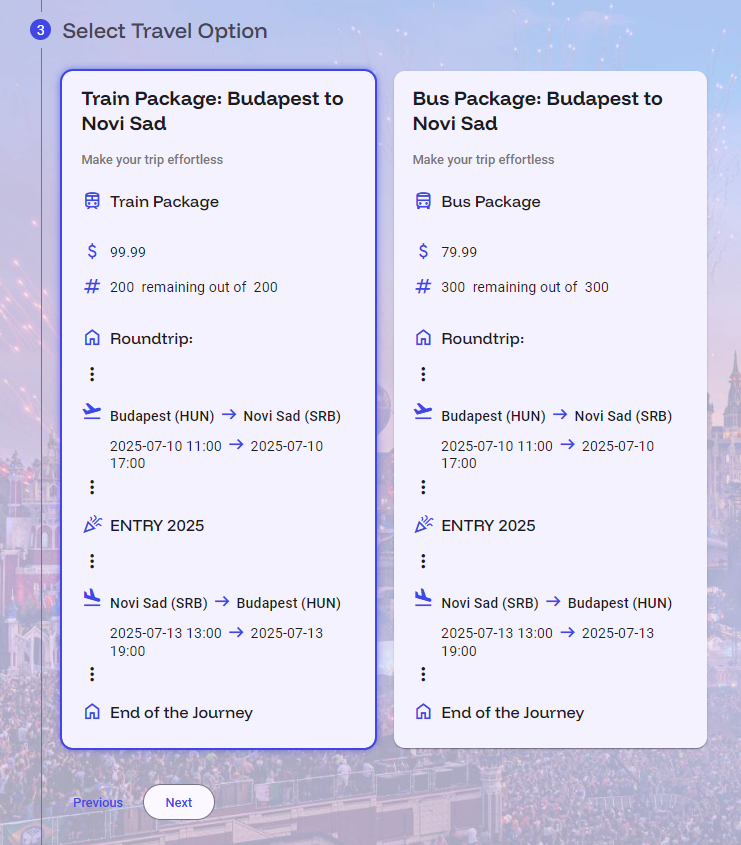 3 Select Travel Option
Train Package: Budapest to
Novi Sad
Make your trip effortless
Train Package
$ 99.99
# 200 remaining out of 200
Roundtrip:
Budapest (HUN) → Novi Sad (SRB)
2025-07-10 11:00 → 2025-07-10
17:00
ENTRY 2025
Novi Sad (SRB) → Budapest (HUN)
2025-07-13 13:00 → 2025-07-13
19:00
End of the Journey
Bus Package: Budapest to
Novi Sad
Make your trip effortless
Bus Package
$ 79.99
# 300 remaining out of 300
Roundtrip:
Budapest (HUN) → Novi Sad (SRB)
2025-07-10 11:00 → 2025-07-10
17:00
ENTRY 2025
Novi Sad (SRB) → Budapest (HUN)
2025-07-13 13:00 → 2025-07-13
19:00
End of the Journey
Previous Next